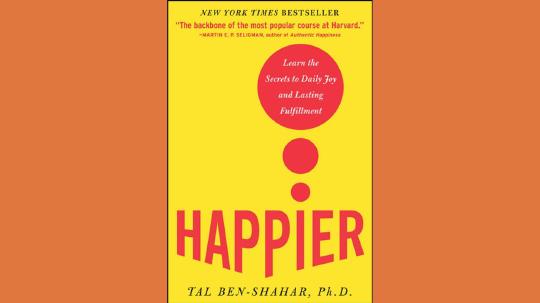 NEW YORK TIMES BESTSELLER
"The backbone of the most popular course at Harvard."
—MARTIN E. P. SELIGMAN, author of Authentic Happiness
Learn the
Secrets to Daily Joy
and Lasting
Fulfillment
HAPPiER
TAL BEN-SHAHAR, Ph.D.